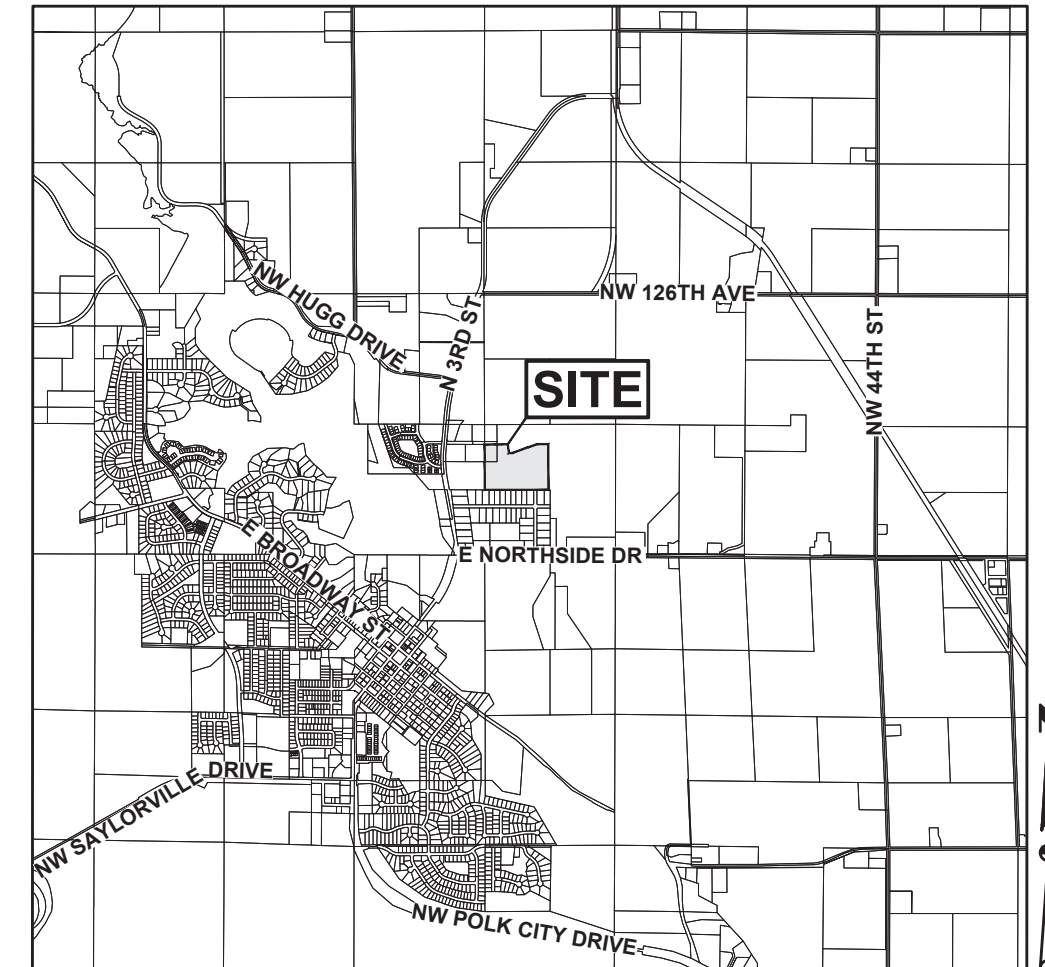 NW HUGG DRIVE
N 3RD ST
NW 126TH AVE
NW 44TH ST
SITE
E NORTHSIDE DR
E BROADWAY ST
NW SAYLORVILLE DRIVE
NW POLK CITY DRIVE